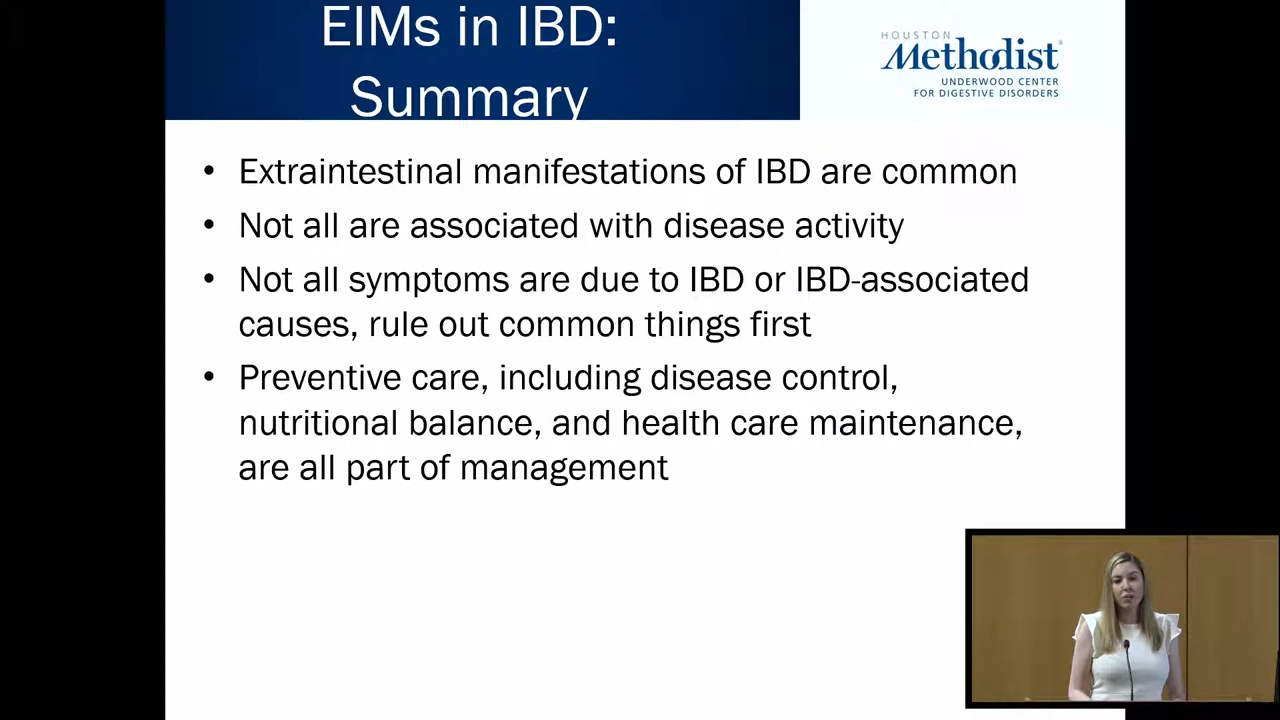 EIMs in IBD:
Summary
HOUSTON
Methodist®
UNDERWOOD CENTER
FOR DIGESTIVE DISORDERS
• Extraintestinal manifestations of IBD are common
• Not all are associated with disease activity
• Not all symptoms are due to IBD or IBD-associated
causes, rule out common things first
• Preventive care, including disease control,
nutritional balance, and health care maintenance,
are all part of management